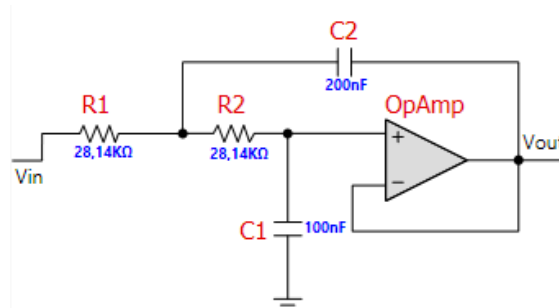 C2
200nF
R1
R2
OpAmp
28,14KΩ
28,14KΩ
+
−
Vin
Vout
C1
100nF